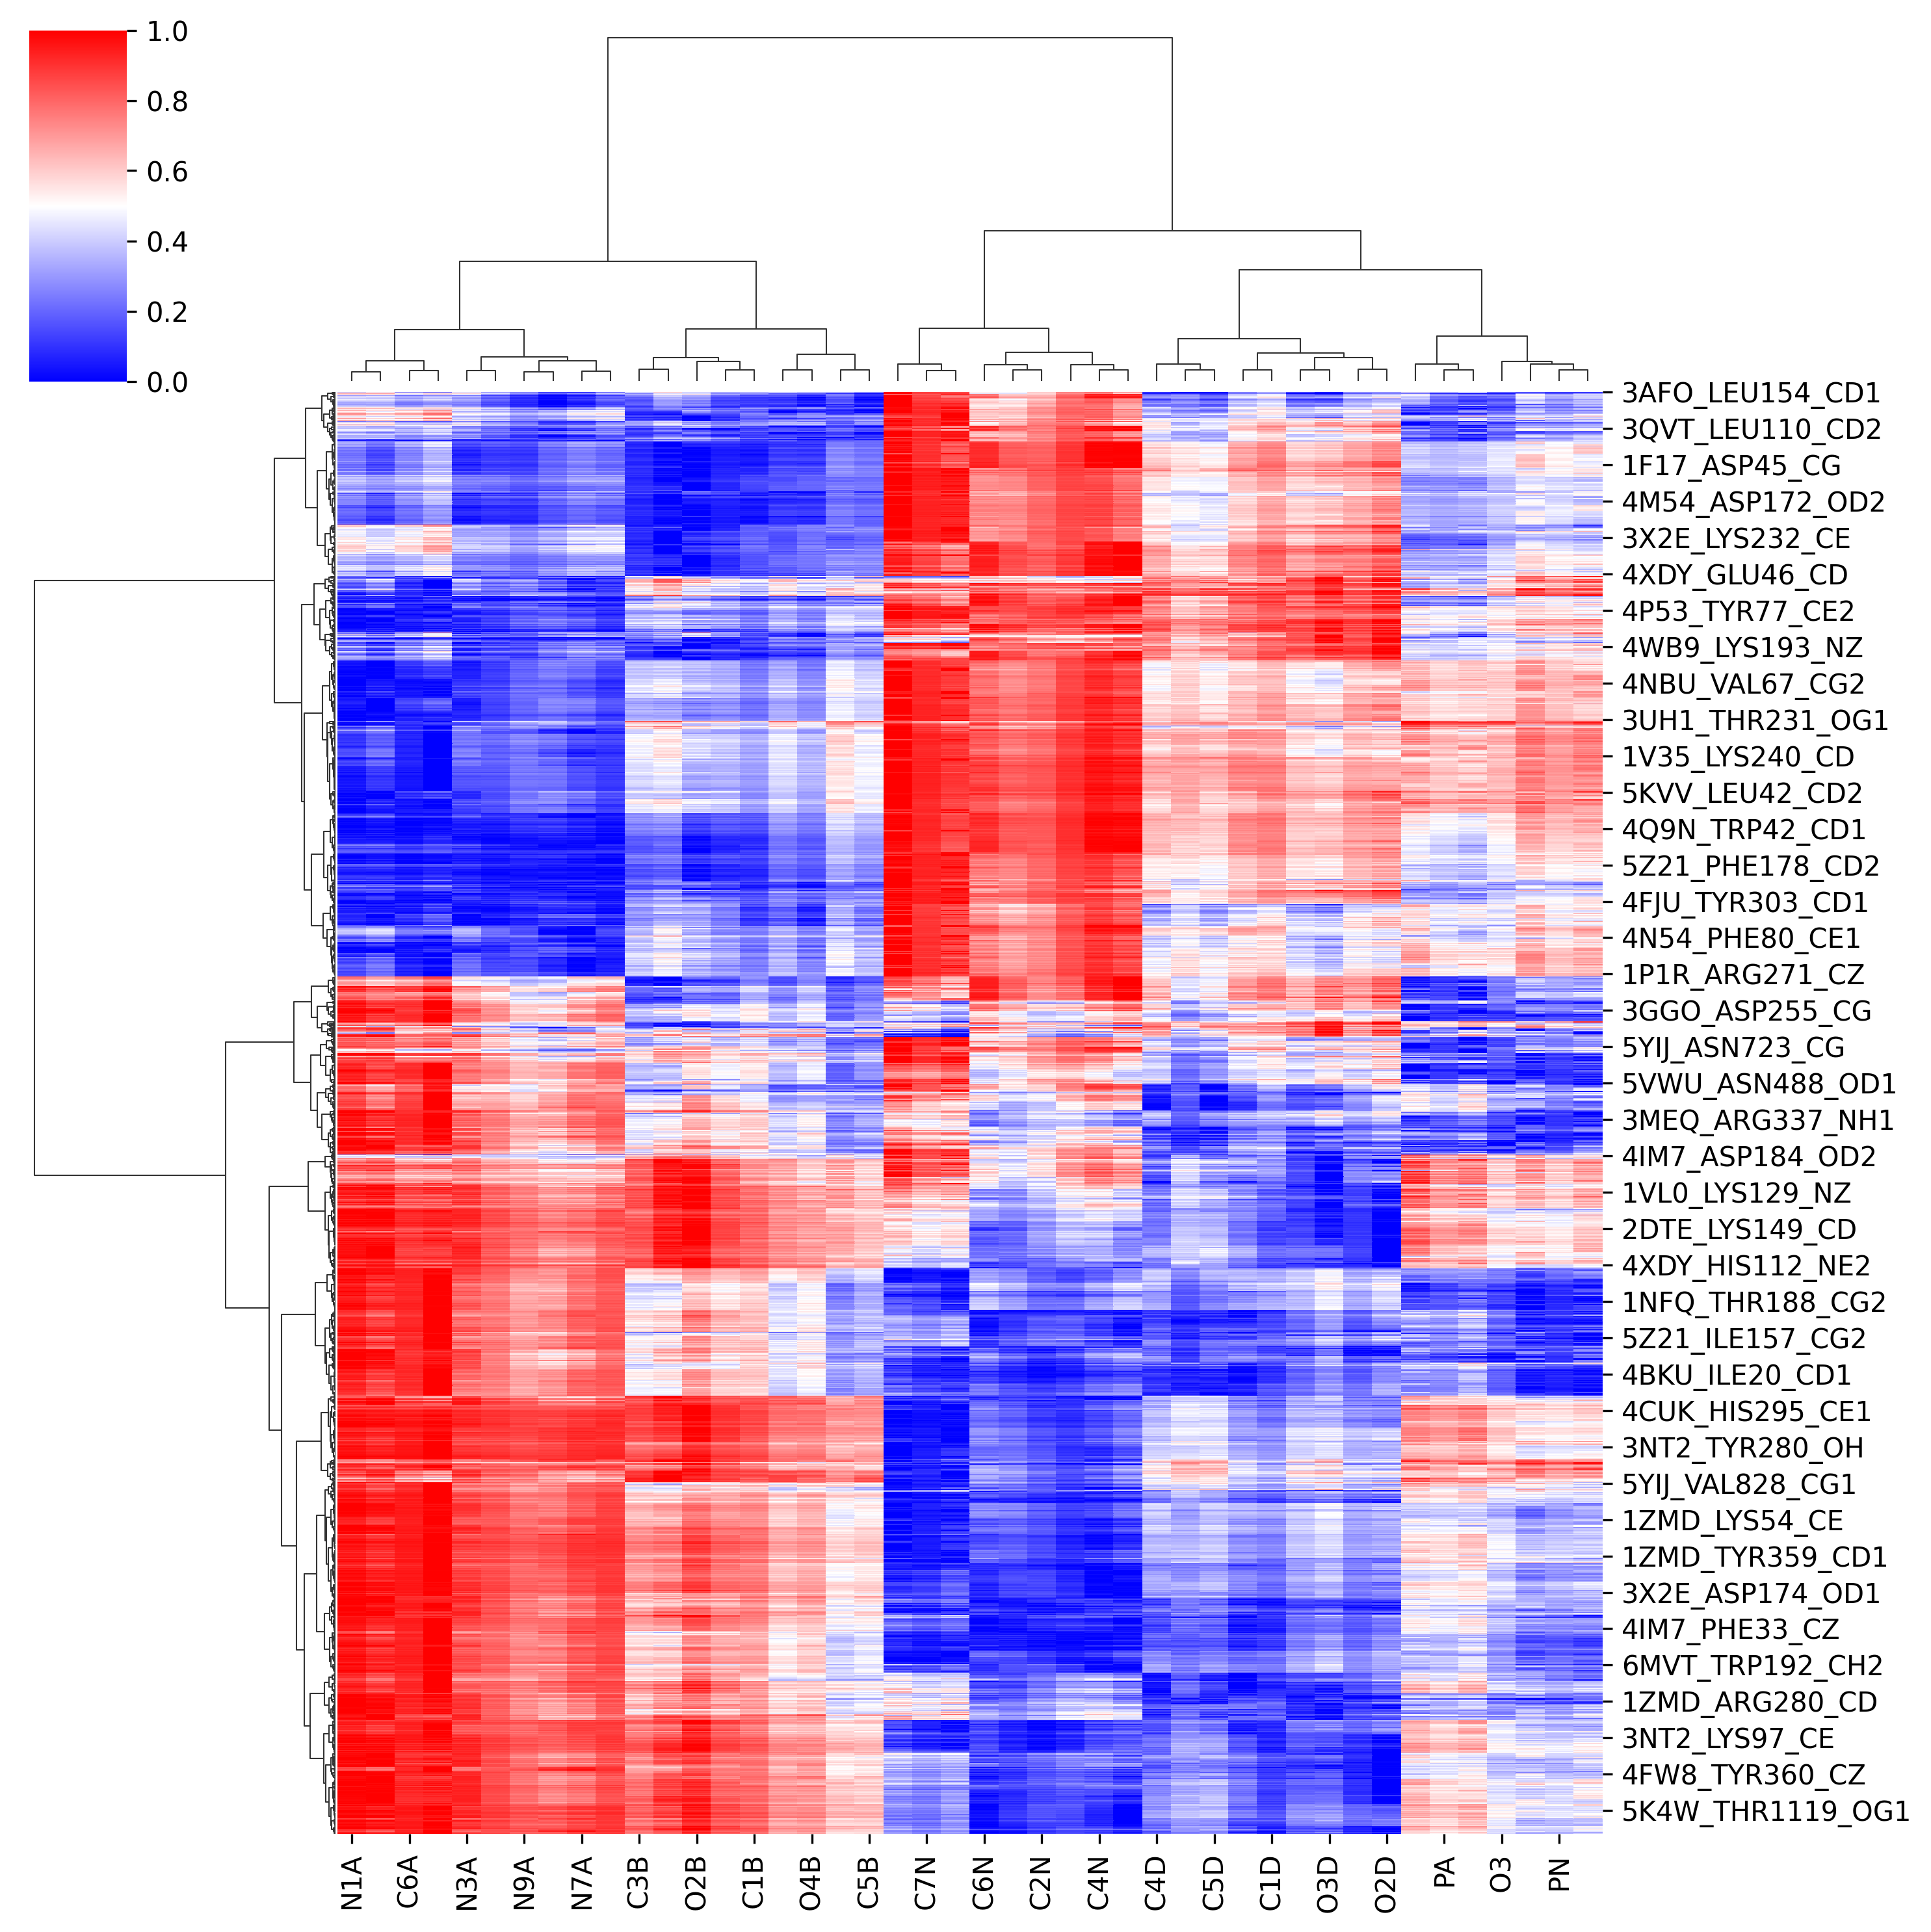 1.0
0.8
0.6
0.4
0.2
0.0
3AFO_LEU154_CD1
3QVT_LEU110_CD2
1F17_ASP45_CG
4M54_ASP172_OD2
3X2E_LYS232_CE
4XDY_GLU46_CD
4P53_TYR77_CE2
4WB9_LYS193_NZ
4NBU_VAL67_CG2
3UH1_THR231_OG1
1V35_LYS240_CD
5KVV_LEU42_CD2
4Q9N_TRP42_CD1
5Z21_PHE178_CD2
4FJU_TYR303_CD1
4N54_PHE80_CE1
1P1R_ARG271_CZ
3GGO_ASP255_CG
5YIJ_ASN723_CG
5VWU_ASN488_OD1
3MEQ_ARG337_NH1
4IM7_ASP184_OD2
1VL0_LYS129_NZ
2DTE_LYS149_CD
4XDY_HIS112_NE2
1NFQ_THR188_CG2
5Z21_ILE157_CG2
4BKU_ILE20_CD1
4CUK_HIS295_CE1
3NT2_TYR280_OH
5YIJ_VAL828_CG1
1ZMD_LYS54_CE
1ZMD_TYR359_CD1
3X2E_ASP174_OD1
4IM7_PHE33_CZ
6MVT_TRP192_CH2
1ZMD_ARG280_CD
3NT2_LYS97_CE
4FW8_TYR360_CZ
5K4W_THR1119_OG1
N1A
C6A
N3A
N9A
N7A
C3B
O2B
C1B
O4B
C5B
C7N
C6N
C2N
C4N
C4D
C5D
C1D
O3D
O2D
PA
O3
PN